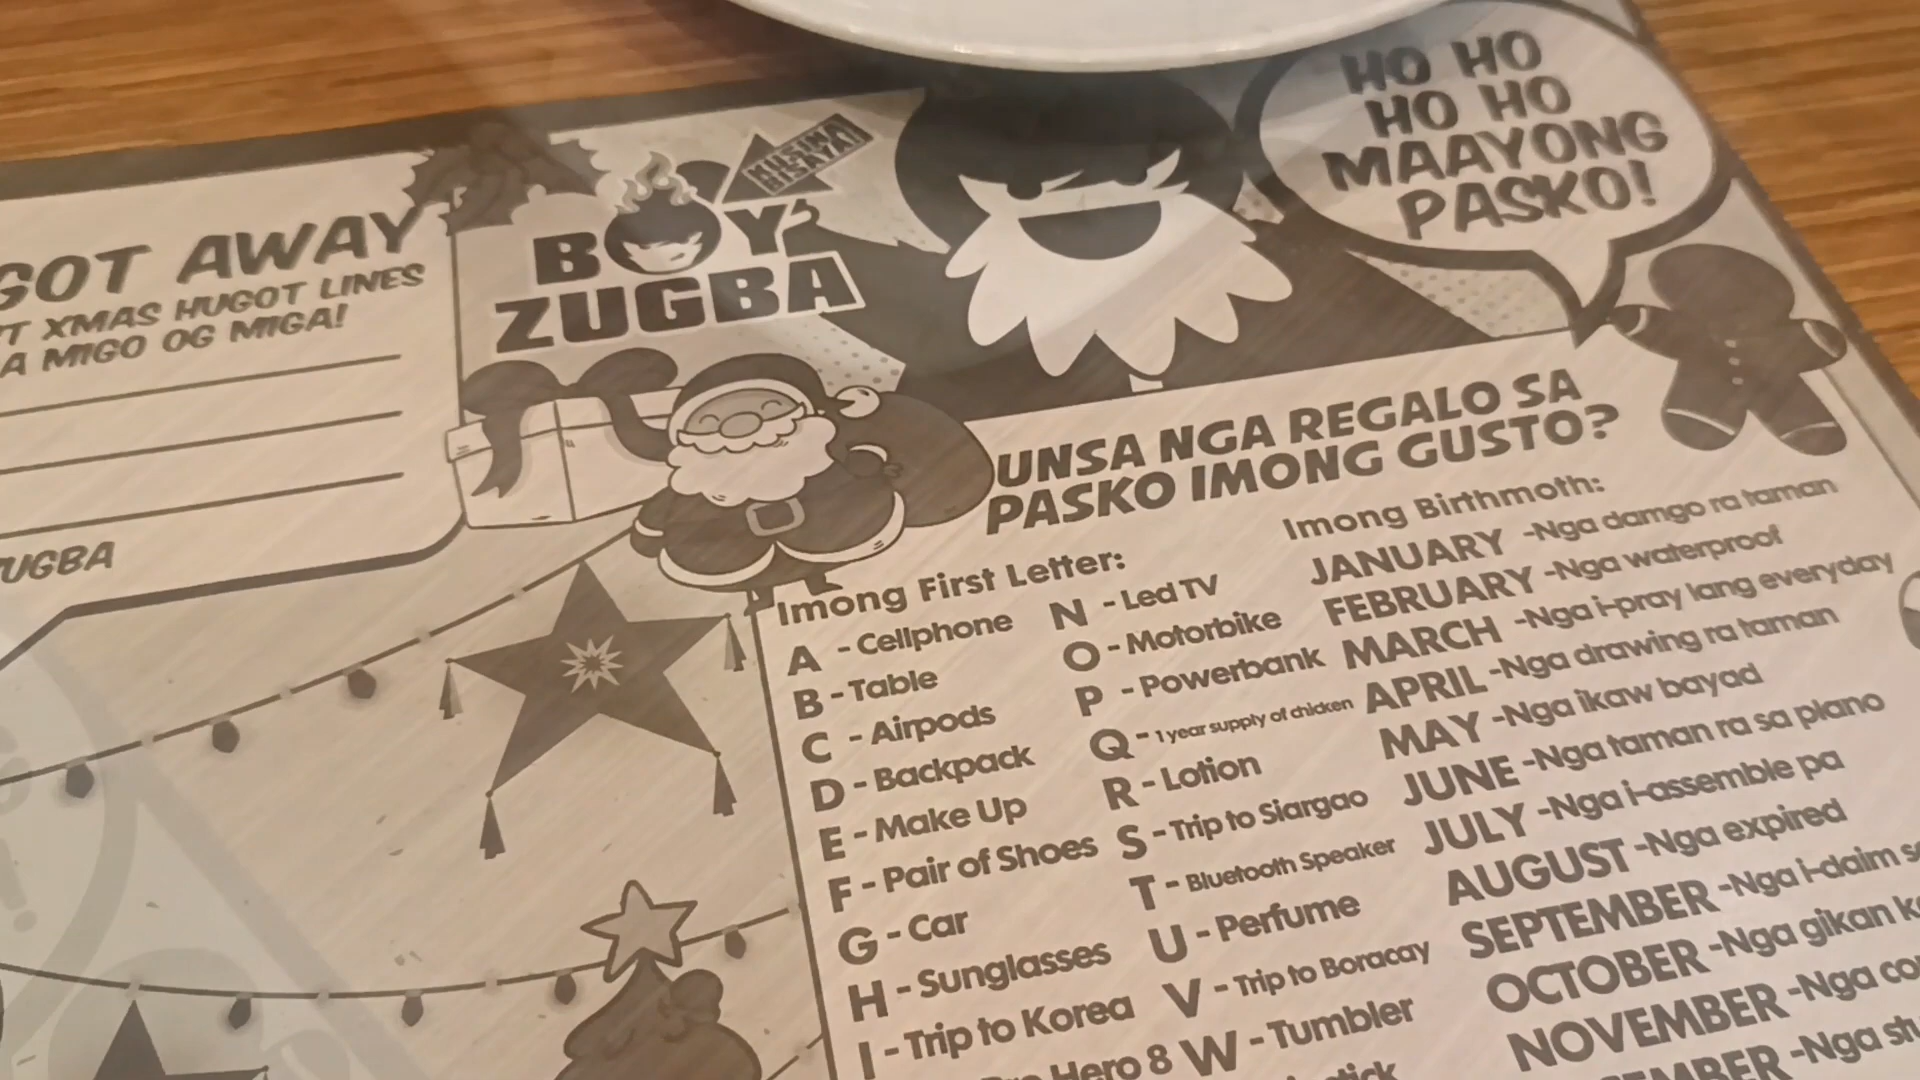 GOT AWAY
XMAS HUGOT LINES
A MIGO OG MIGA!
ZUGBA
KUSINA
BISAYA!
BOY
ZUGBA
HO HO
HO HO
MAAYONG
PASKO!
UNSA NGA REGALO SA
PASKO IMONG GUSTO?
Imong First Letter:
A - Cellphone
B - Table
C - Airpods
D - Backpack
E - Make Up
F - Pair of Shoes
G - Car
H - Sunglasses
I - Trip to Korea
Hero 8
N - Led TV
O - Motorbike
P - Powerbank
Q - 1 year supply of chicken
R - Lotion
S - Trip to Siargao
T - Bluetooth Speaker
U - Perfume
V - Trip to Boracay
W - Tumbler
Imong Birthmoth:
JANUARY -Nga damgo ra taman
FEBRUARY -Nga waterproof
MARCH -Nga i-pray lang everyday
APRIL -Nga drawing ra taman
MAY -Nga ikaw bayad
JUNE -Nga taman ra sa plano
JULY -Nga i-assemble pa
AUGUST -Nga expired
SEPTEMBER -Nga i-daim
OCTOBER -Nga gikan
NOVEMBER -Nga
-Nga